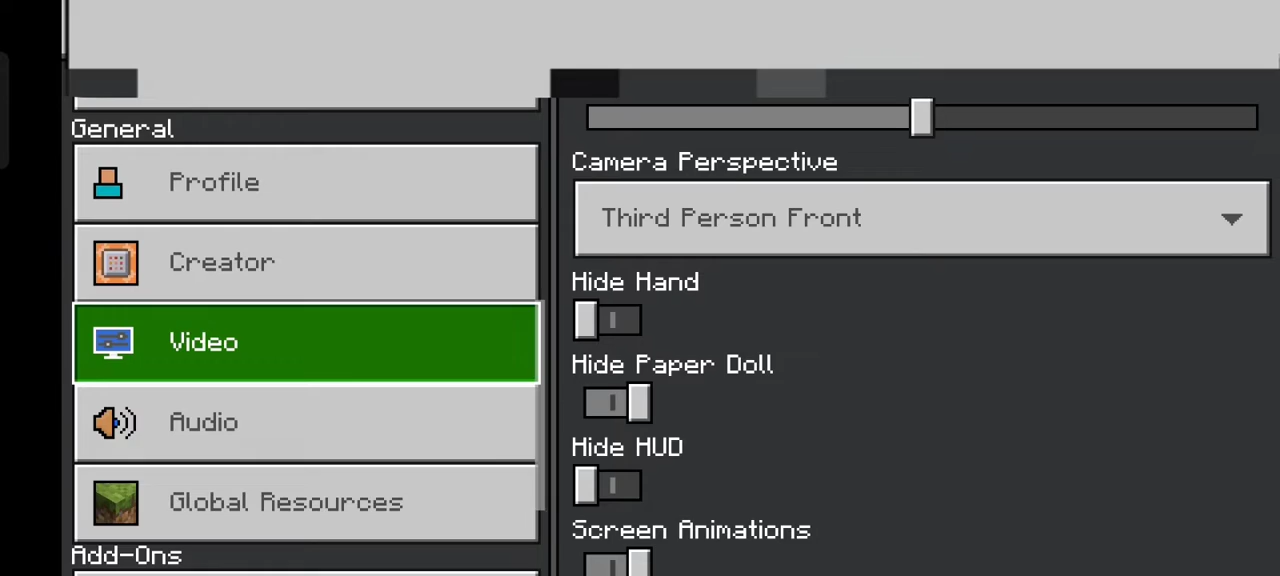 General
Profile
Creator
Video
Audio
Global Resources
Add-Ons
Camera Perspective
Third Person Front
Hide Hand
Hide Paper Doll
Hide HUD
Screen Animations